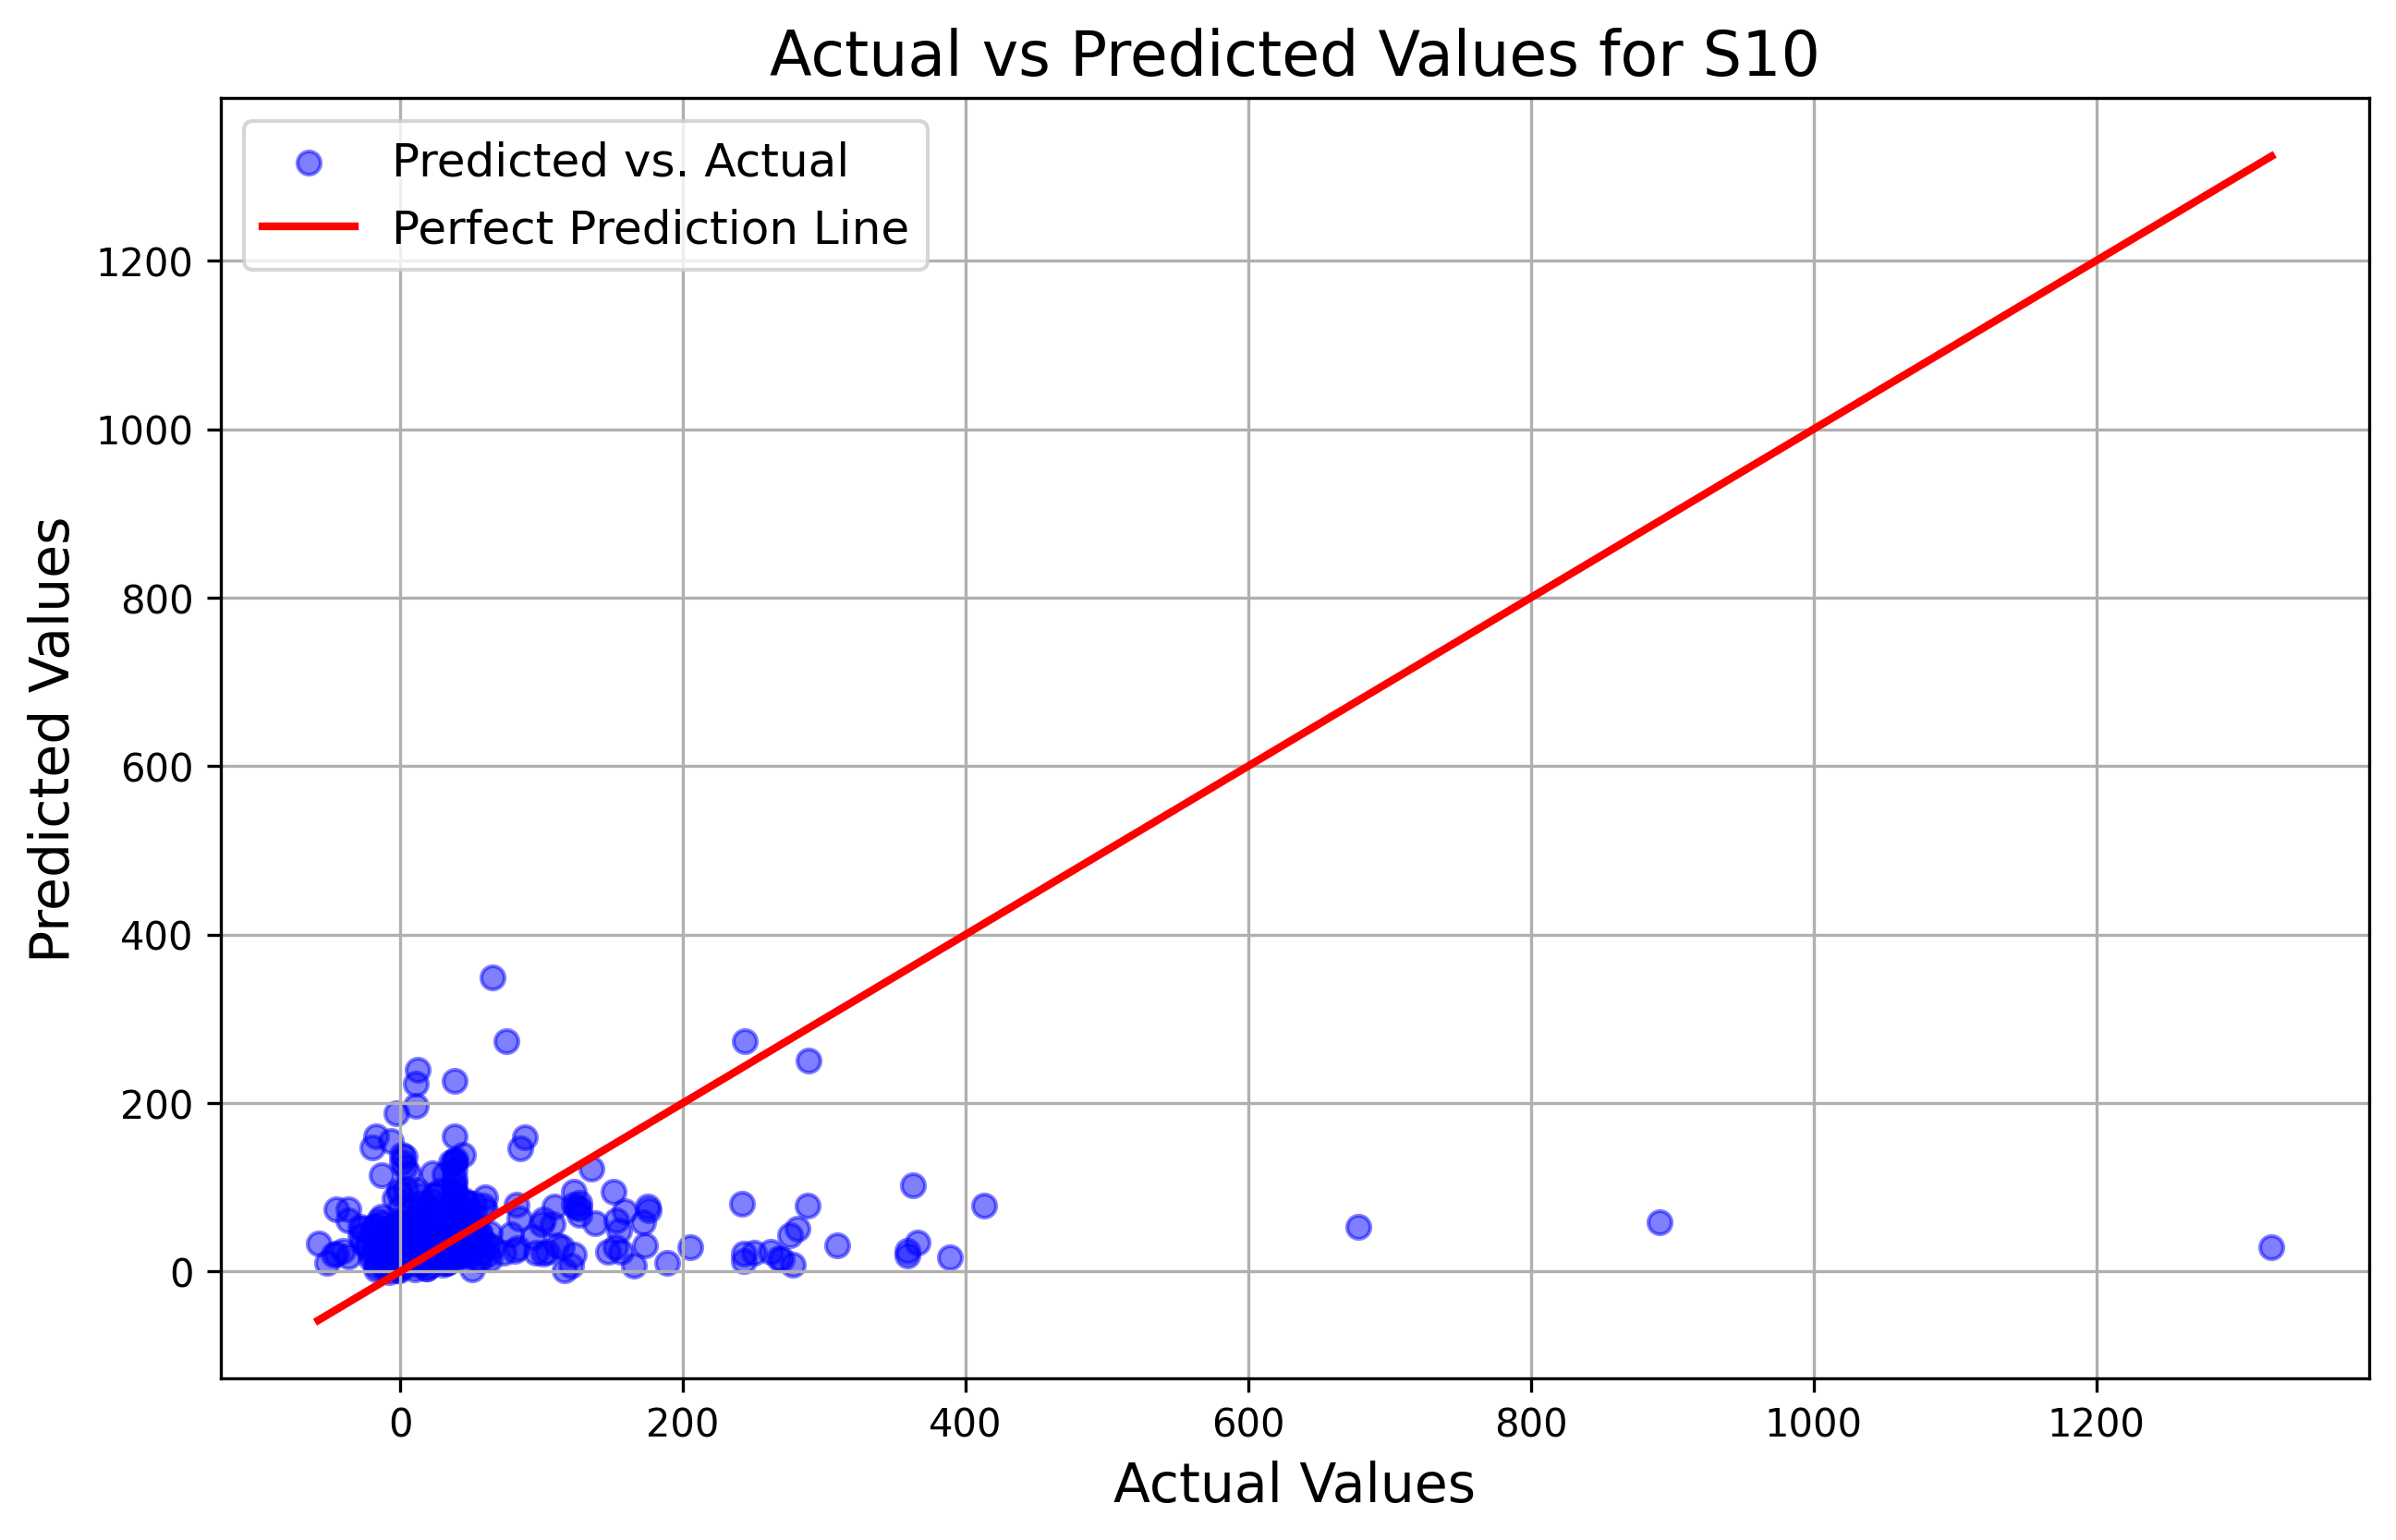 Actual vs Predicted Values for S10
Predicted vs. Actual
Perfect Prediction Line
1200
1000
800
600
400
200
0
Predicted Values
0 200 400 600 800 1000 1200
Actual Values